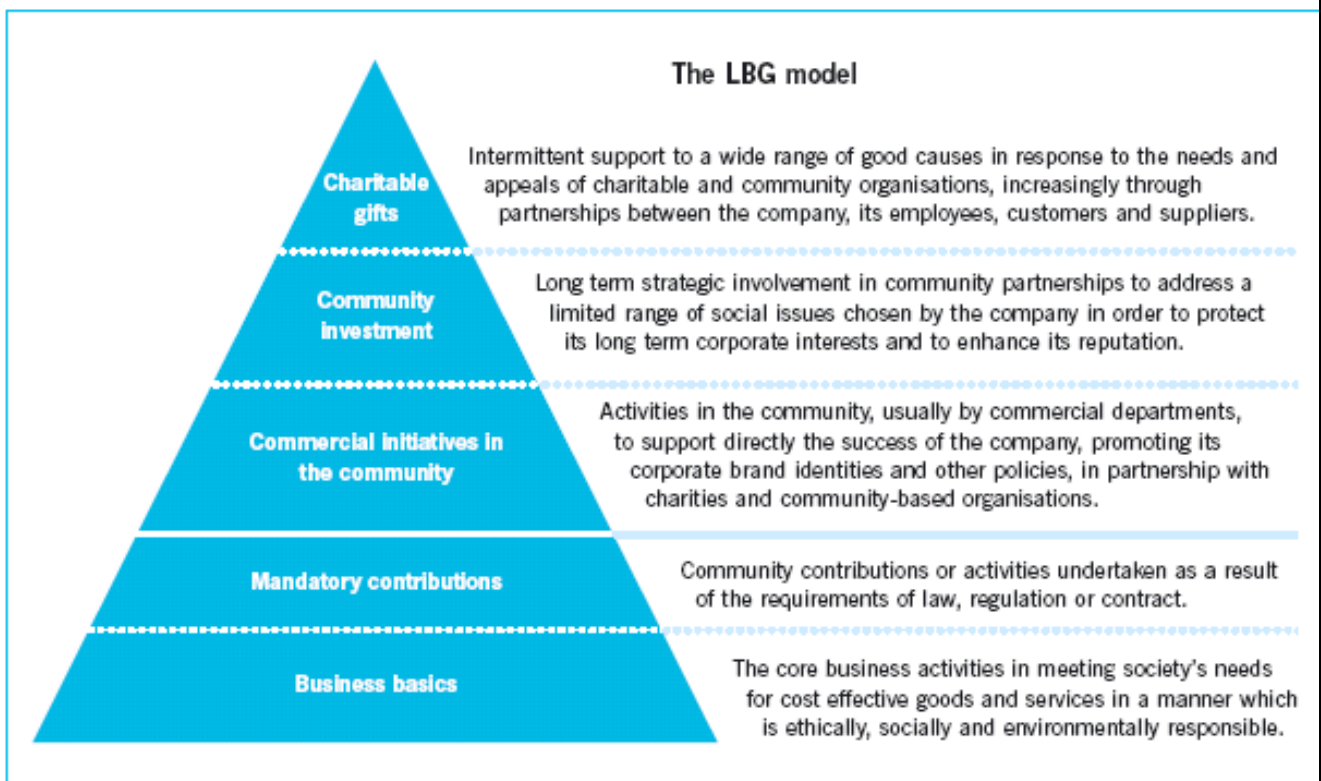 The LBG model
Charitable
gifts
Intermittent support to a wide range of good causes in response to the needs and
appeals of charitable and community organisations, increasingly through
partnerships between the company, its employees, customers and suppliers.
Community
investment
Long term strategic involvement in community partnerships to address a
limited range of social issues chosen by the company in order to protect
its long term corporate interests and to enhance its reputation.
Commercial initiatives in
the community
Activities in the community, usually by commercial departments,
to support directly the success of the company, promoting its
corporate brand identities and other policies, in partnership with
charities and community-based organisations.
Mandatory contributions
Community contributions or activities undertaken as a result
of the requirements of law, regulation or contract.
Business basics
The core business activities in meeting society's needs
for cost effective goods and services in a manner which
is ethically, socially and environmentally responsible.